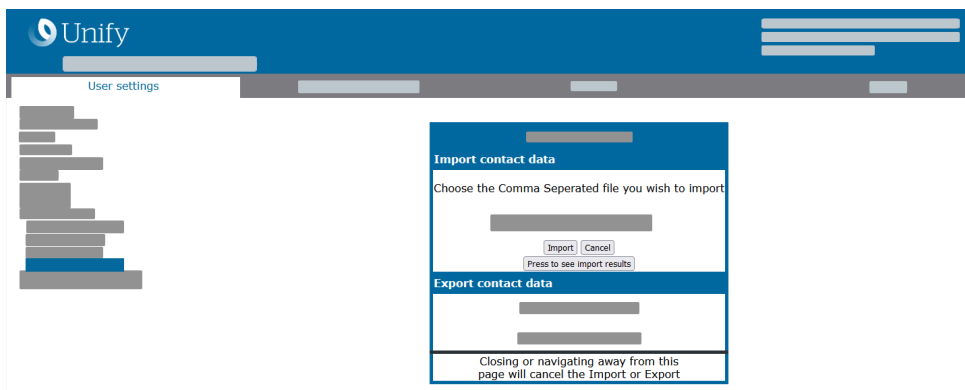 Unify
User settings
Import contact data
Choose the Comma Seperated file you wish to import
Import Cancel
Press to see import results
Export contact data
Closing or navigating away from this
page will cancel the Import or Export